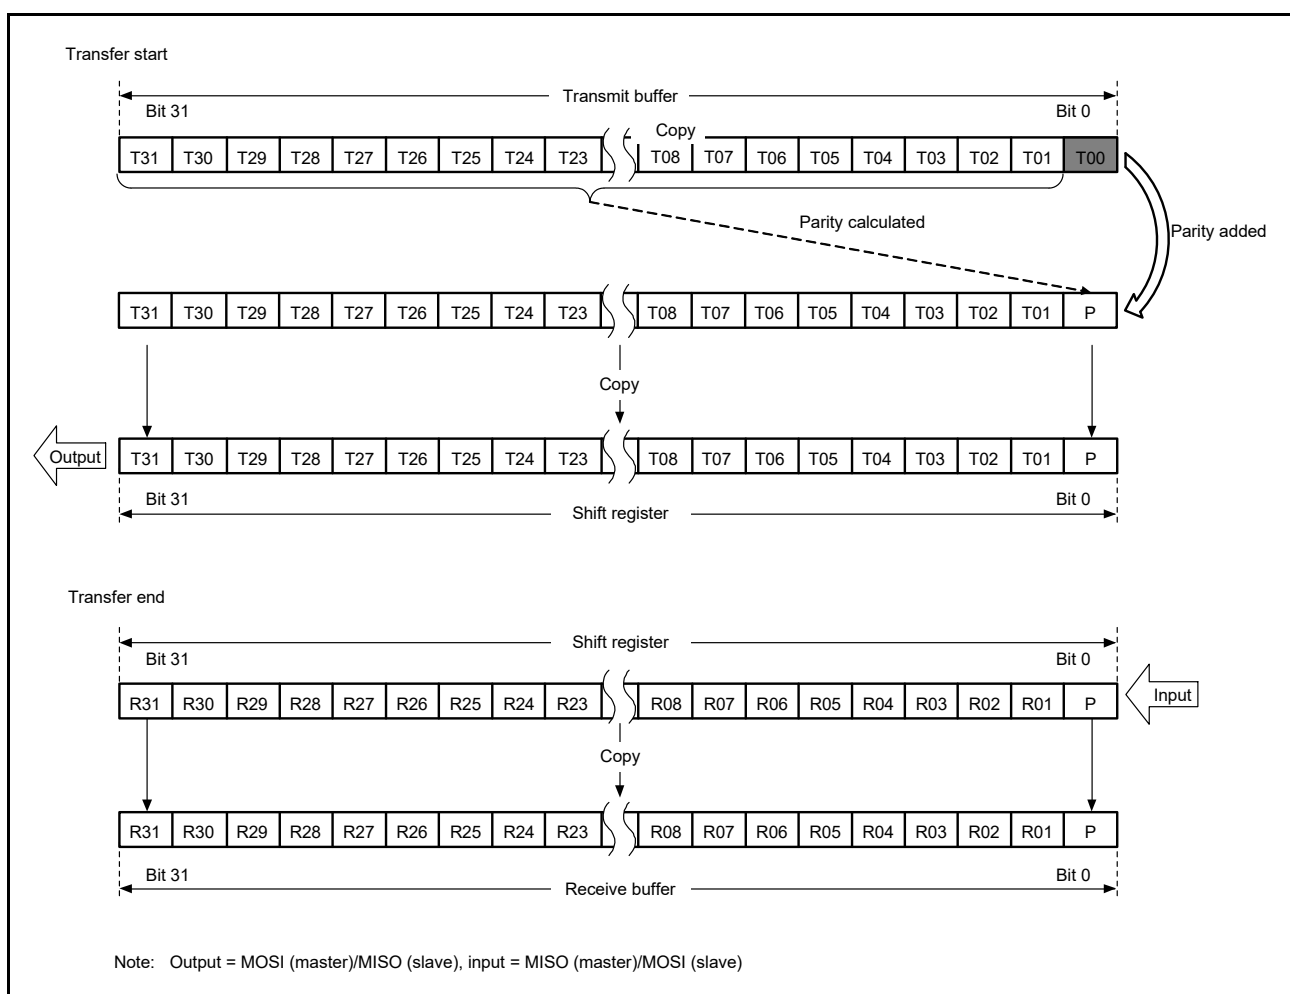 Transfer start
Transmit buffer
Bit 31 Bit 0
Copy
T31 T30 T29 T28 T27 T26 T25 T24 T23 T08 T07 T06 T05 T04 T03 T02 T01 T00
Parity calculated
Parity added
T31 T30 T29 T28 T27 T26 T25 T24 T23 T08 T07 T06 T05 T04 T03 T02 T01 P
Copy
Output
T31 T30 T29 T28 T27 T26 T25 T24 T23 T08 T07 T06 T05 T04 T03 T02 T01 P
Bit 31 Bit 0
Shift register
Transfer end
Shift register
Bit 31 Bit 0
R31 R30 R29 R28 R27 R26 R25 R24 R23 R08 R07 R06 R05 R04 R03 R02 R01 P
Input
Copy
R31 R30 R29 R28 R27 R26 R25 R24 R23 R08 R07 R06 R05 R04 R03 R02 R01 P
Bit 31 Bit 0
Receive buffer
Note: Output = MOSI (master)/MISO (slave), input = MISO (master)/MOSI (slave)